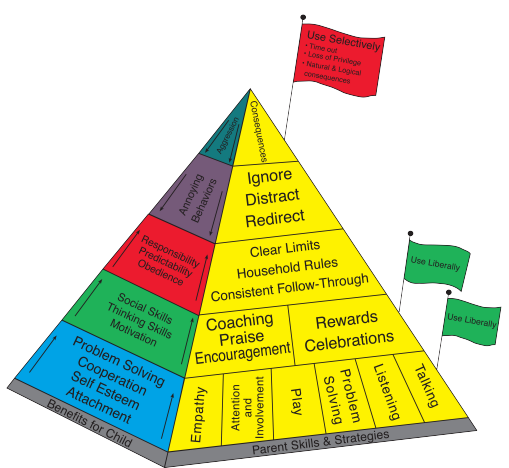 Use Selectively
• Time out
• Loss of Privilege
• Natural & Logical
consequences
Aggression
Consequences
Annoying
Behaviors
Ignore
Distract
Redirect
Responsibility
Predictability
Obedience
Clear Limits
Household Rules
Consistent Follow-Through
Use Liberally
Social Skills
Thinking Skills
Motivation
Coaching
Praise
Encouragement
Rewards
Celebrations
Use Liberally
Problem Solving
Cooperation
Self Esteem
Attachment
Empathy
Attention
and
Involvement
Play
Problem
Solving
Listening
Talking
Benefits for Child
Parent Skills & Strategies